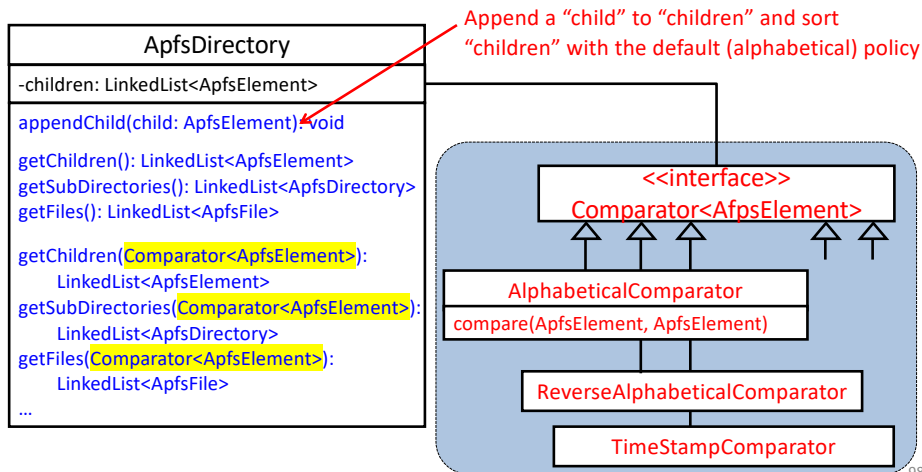 Append a “child” to “children” and sort
“children” with the default (alphabetical) policy
ApfsDirectory
-children: LinkedList<ApfsElement>
appendChild(child: ApfsElement): void
getChildren(): LinkedList<ApfsElement>
getSubDirectories(): LinkedList<ApfsDirectory>
getFiles(): LinkedList<ApfsFile>
getChildren(Comparator<ApfsElement>):
LinkedList<ApfsElement>
getSubDirectories(Comparator<ApfsElement>):
LinkedList<ApfsDirectory>
getFiles(Comparator<ApfsElement>):
LinkedList<ApfsFile>
…
<<interface>>
Comparator<AfpsElement>
AlphabeticalComparator
compare(ApfsElement, ApfsElement)
ReverseAlphabeticalComparator
TimeStampComparator